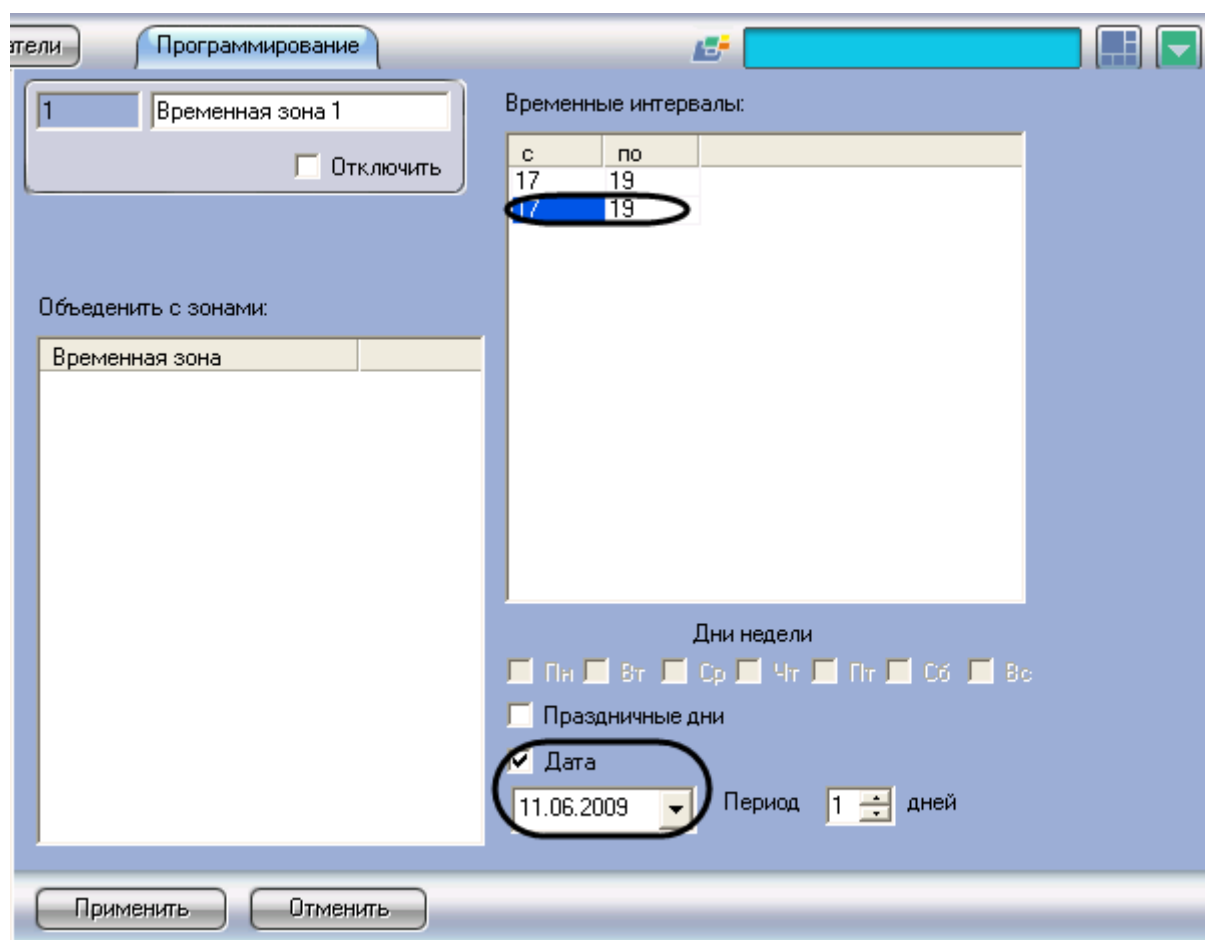 атели Программирование
1 Временная зона 1
Отключить
Временные интервалы:
с по
17 19
17 19
Объеденить с зонами:
Временная зона
Дни недели
Пн Вт Ср Чт Пт Сб Вс
Праздничные дни
Дата
11.06.2009 Период 1 дней
Применить Отменить